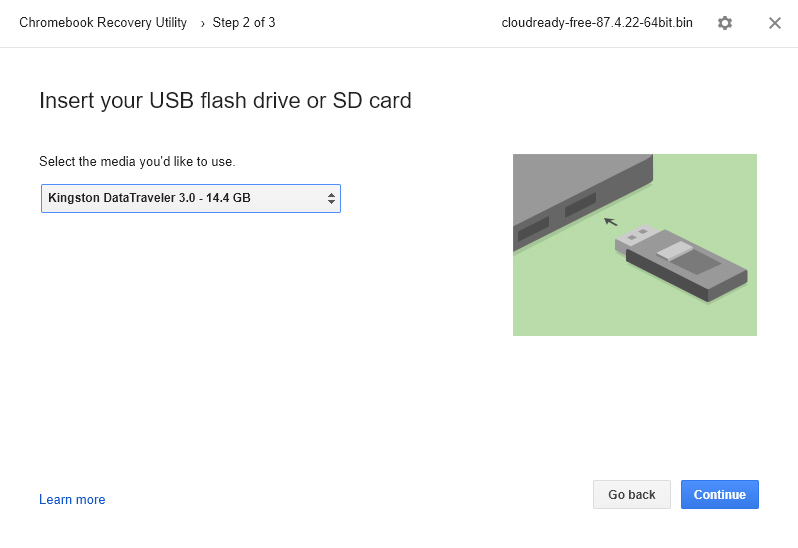 Chromebook Recovery Utility › Step 2 of 3 cloudready-free-87.4.22-64bit.bin
Insert your USB flash drive or SD card
Select the media you’d like to use.
Kingston DataTraveler 3.0 - 14.4 GB
Learn more Go back Continue